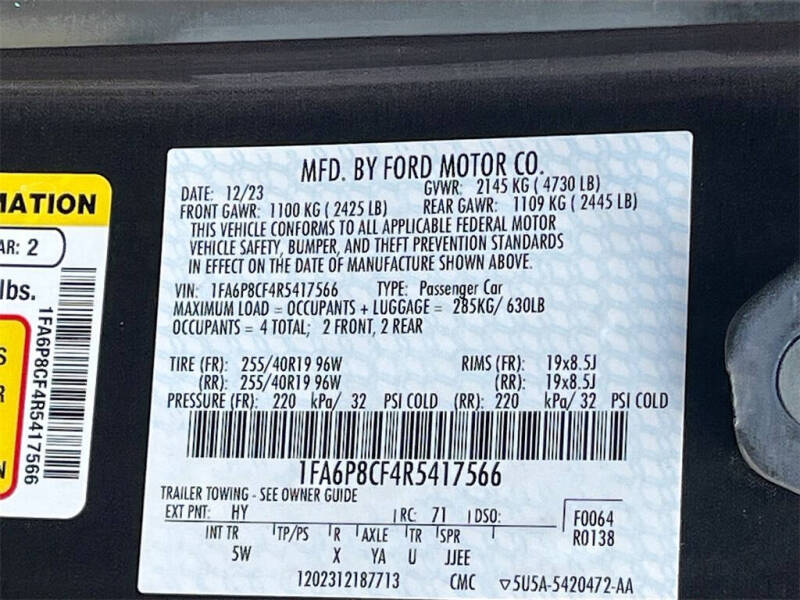 MATION
AR: 2
lbs.
1FA6P8CF4R5417566
S
R
N
MFD. BY FORD MOTOR CO.
DATE: 12/23 GVWR: 2145 KG ( 4730 LB)
FRONT GAWR: 1100 KG ( 2425 LB) REAR GAWR: 1109 KG ( 2445 LB)
THIS VEHICLE CONFORMS TO ALL APPLICABLE FEDERAL MOTOR
VEHICLE SAFETY, BUMPER, AND THEFT PREVENTION STANDARDS
IN EFFECT ON THE DATE OF MANUFACTURE SHOWN ABOVE.
VIN: 1FA6P8CF4R5417566 TYPE: Passenger Car
MAXIMUM LOAD = OCCUPANTS + LUGGAGE = 285KG/ 630LB
OCCUPANTS = 4 TOTAL; 2 FRONT, 2 REAR
TIRE (FR): 255/40R19 96W RIMS (FR): 19x8.5J
(RR): 255/40R19 96W (RR): 19x8.5J
PRESSURE (FR): 220 kPa/ 32 PSI COLD (RR): 220 kPa/ 32 PSI COLD
1FA6P8CF4R5417566
TRAILER TOWING - SEE OWNER GUIDE
EXT PNT: HY RC: 71 DSO: F0064
INT TR TP/PS R AXLE TR SPR R0138
5W X YA U JJEE
1202312187713 CMC ▽5U5A-5420472-AA